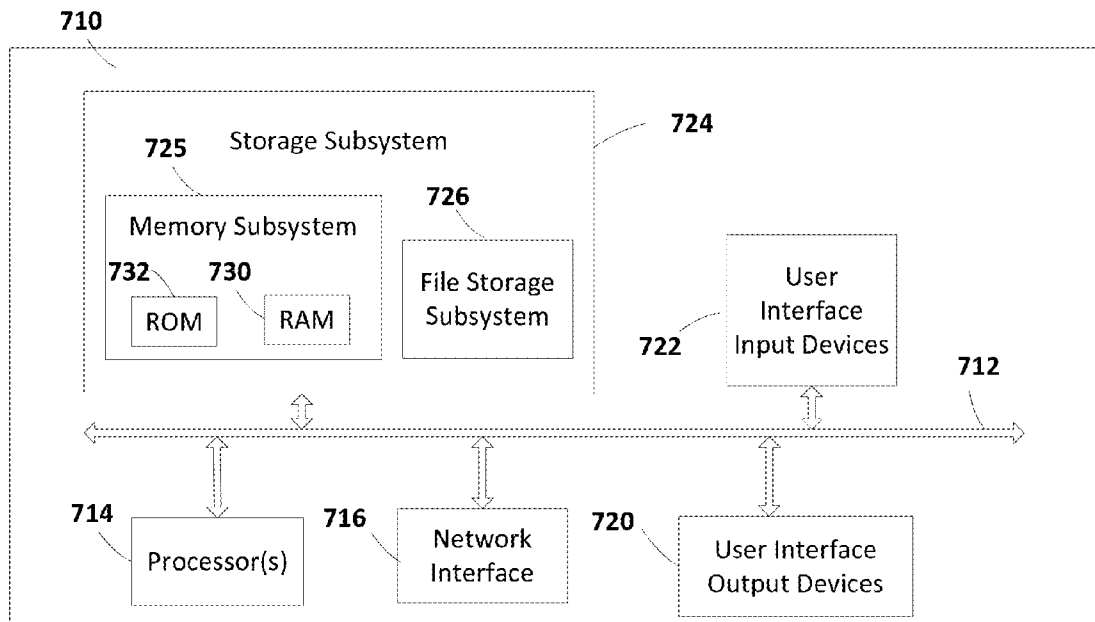 710
Storage Subsystem
724
725
Memory Subsystem
726
732
730
ROM
RAM
File Storage
Subsystem
User
Interface
Input Devices
722
712
714
Processor(s)
716
Network
Interface
720
User Interface
Output Devices